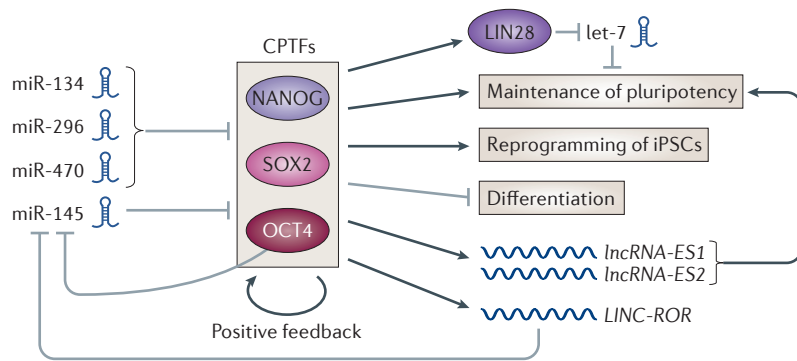 CPTFs
miR-134
miR-296
miR-470
miR-145
NANOG
SOX2
OCT4
Positive feedback
LIN28
let-7
Maintenance of pluripotency
Reprogramming of iPSCs
Differentiation
lncRNA-ES1
lncRNA-ES2
LINC-ROR